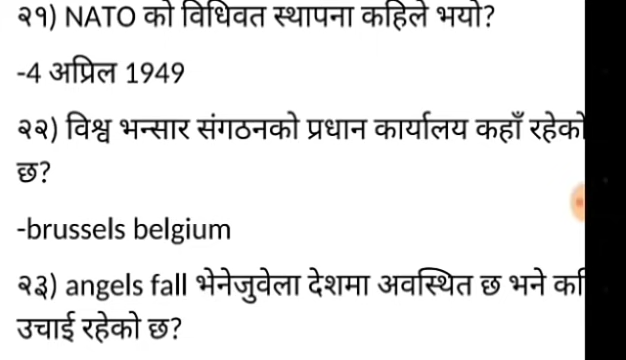 २१) NATO को विधिवत स्थापना कहिले भयो?
-4 अप्रिल 1949
२२) विश्व भन्सार संगठनको प्रधान कार्यालय कहाँ रहेको
छ?
-brussels belgium
२३) angels fall भेनेजुवेला देशमा अवस्थित छ भने
उचाई रहेको छ?